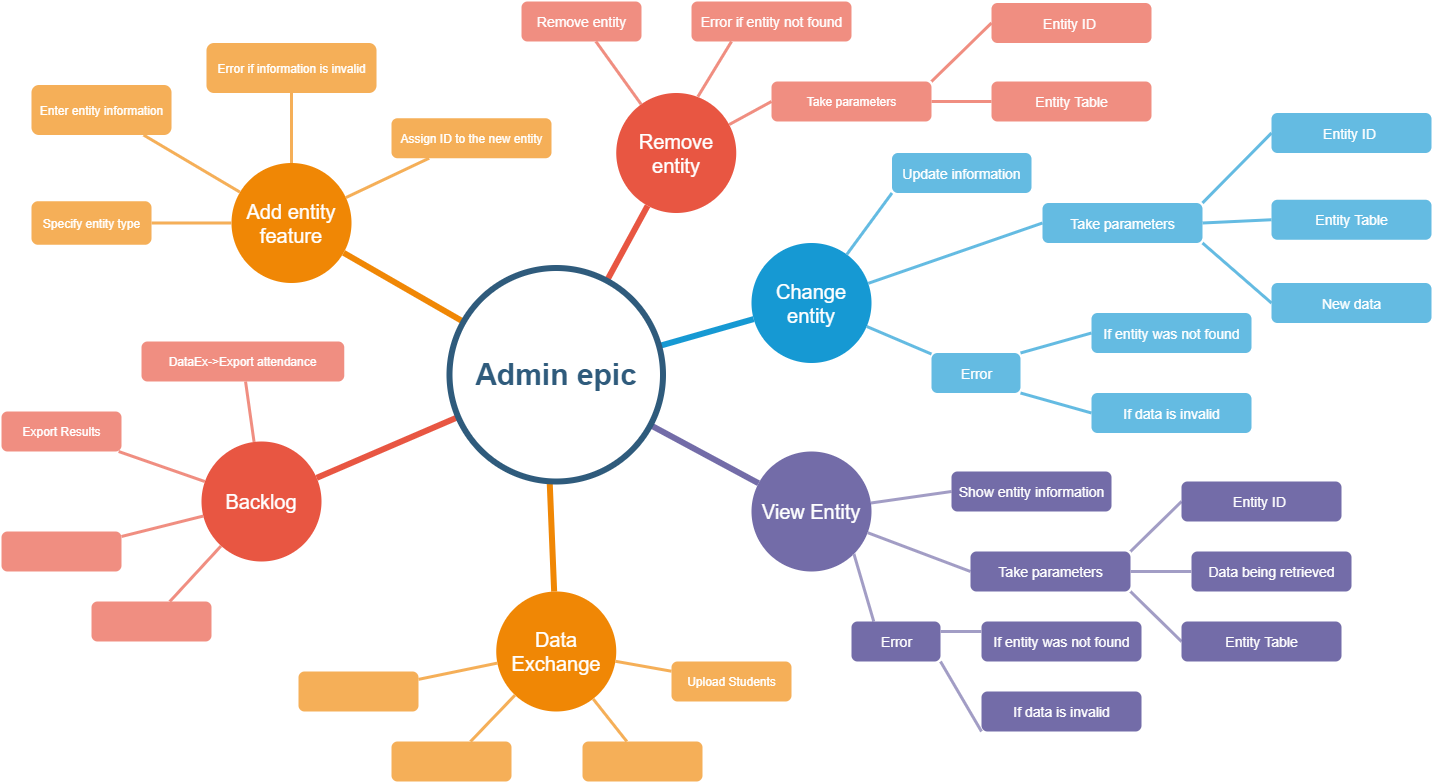 Remove entity
Error if entity not found
Entity ID
Take parameters
Entity Table
Remove
entity
Error if information is invalid
Enter entity information
Assign ID to the new entity
Specify entity type
Add entity
feature
Update information
Take parameters
Entity ID
Entity Table
New data
Change
entity
Error
If entity was not found
If data is invalid
Admin epic
DataEx->Export attendance
Export Results
Backlog
View Entity
Show entity information
Take parameters
Entity ID
Data being retrieved
Entity Table
Error
If entity was not found
If data is invalid
Data
Exchange
Upload Students